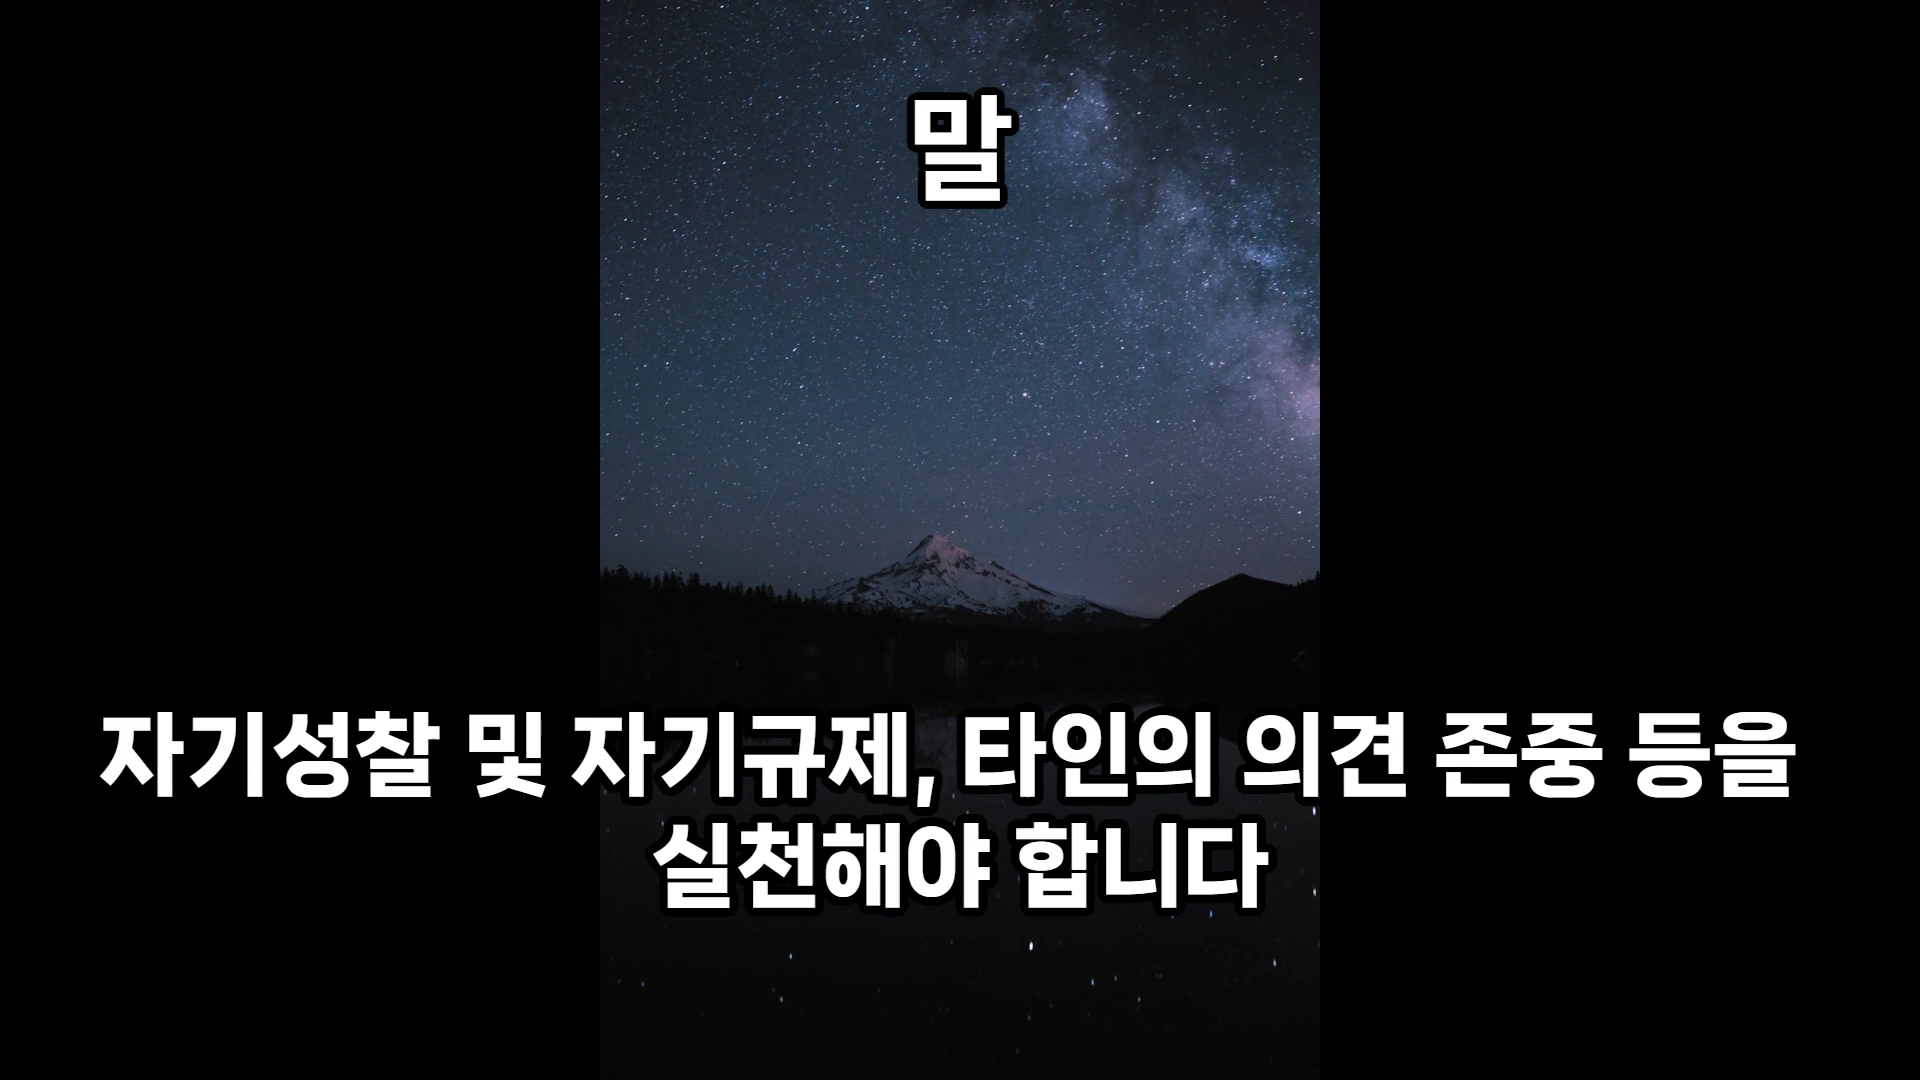 말
자기성찰 및 자기규제, 타인의 의견 존중 등을
실천해야 합니다